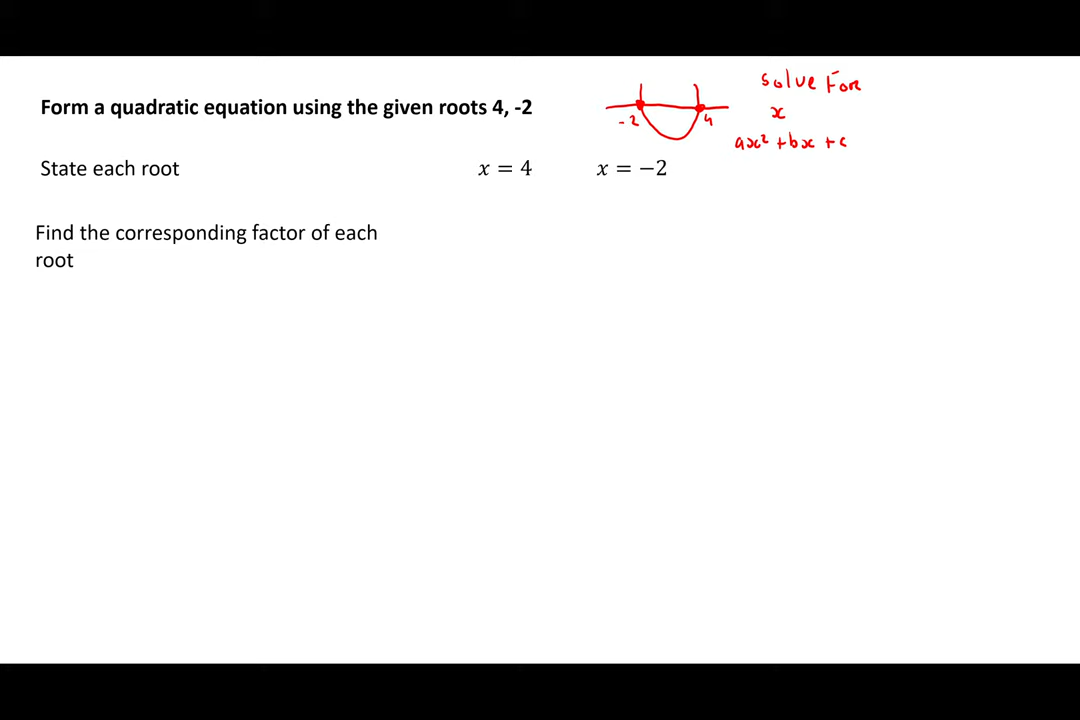 Form a quadratic equation using the given roots 4, -2
-2
4
solve For
x
ax² + bx + c
State each root
x = 4
x = −2
Find the corresponding factor of each
root